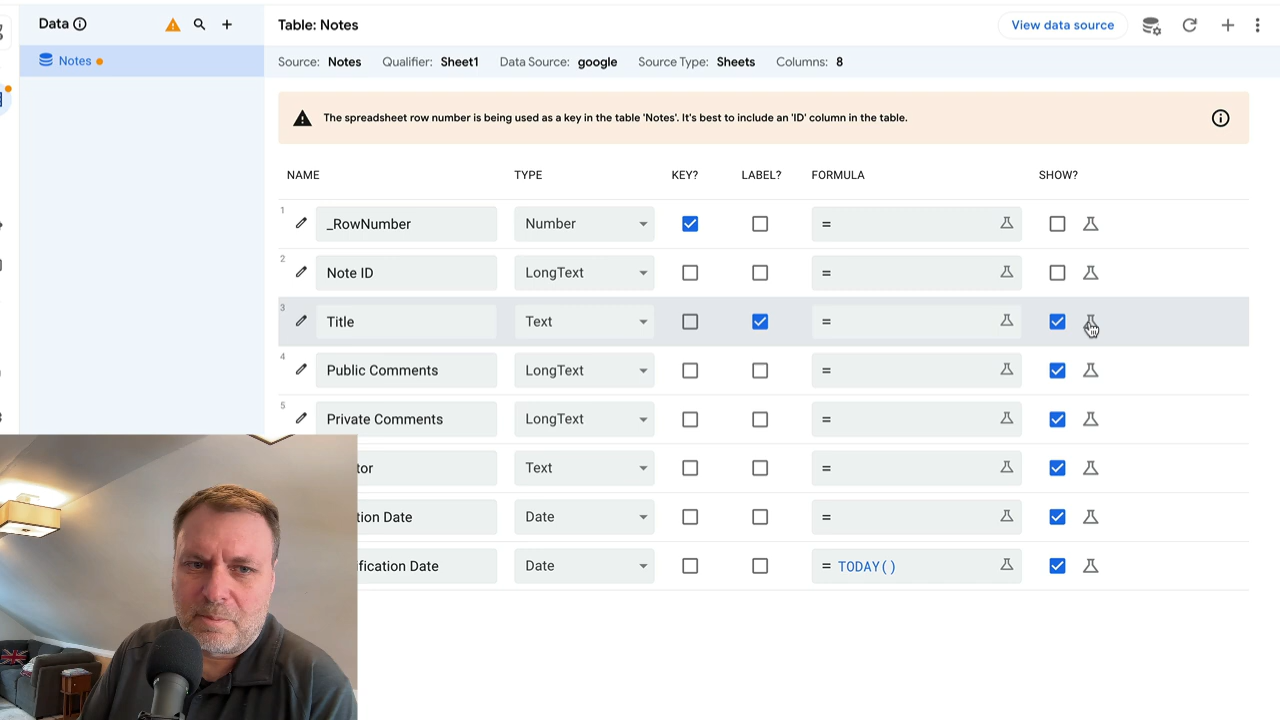 Data
Table: Notes
View data source
Notes
Source: Notes Qualifier: Sheet1 Data Source: google Source Type: Sheets Columns: 8
The spreadsheet row number is being used as a key in the table 'Notes'. It's best to include an 'ID' column in the table.
NAME TYPE KEY? LABEL? FORMULA SHOW?
1 _RowNumber Number =
2 Note ID LongText =
3 Title Text =
4 Public Comments LongText =
5 Private Comments LongText =
tor Text =
tion Date Date =
fication Date Date = TODAY()